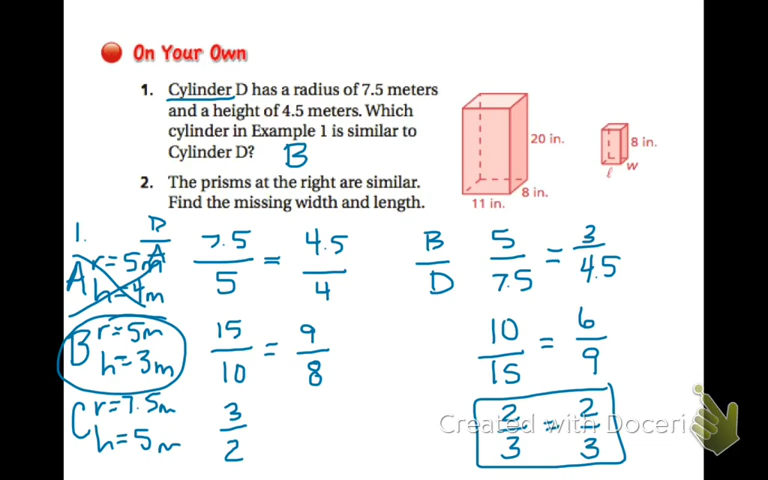 On Your Own
1. Cylinder D has a radius of 7.5 meters
and a height of 4.5 meters. Which
cylinder in Example 1 is similar to
Cylinder D? B
2. The prisms at the right are similar.
Find the missing width and length.
20 in.
8 in.
11 in.
8 in.
w
ℓ
1.
D/A
A r=5m
h=4m
7.5/5 = 4.5/4
15/10 = 9/8
3/2
B r=5m
h=3m
C r=7.5m
h=5m
B/D 5/7.5 = 3/4.5
10/15 = 6/9
2/3 = 2/3
Created with Doceri